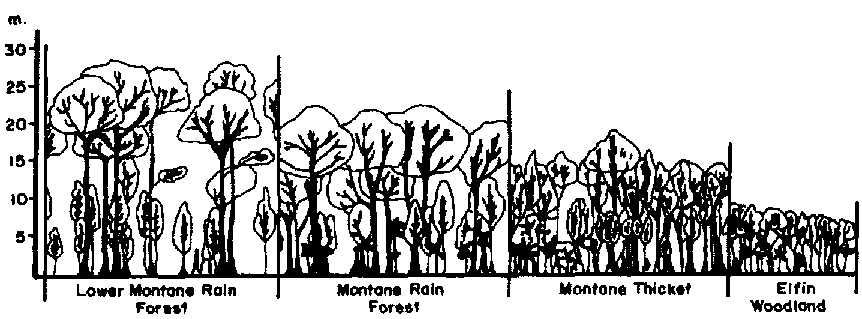 m.
30
25
20
15
10
5
Lower Montane Rain
Forest
Montane Rain
Forest
Montane Thicket
Elfin
Woodland